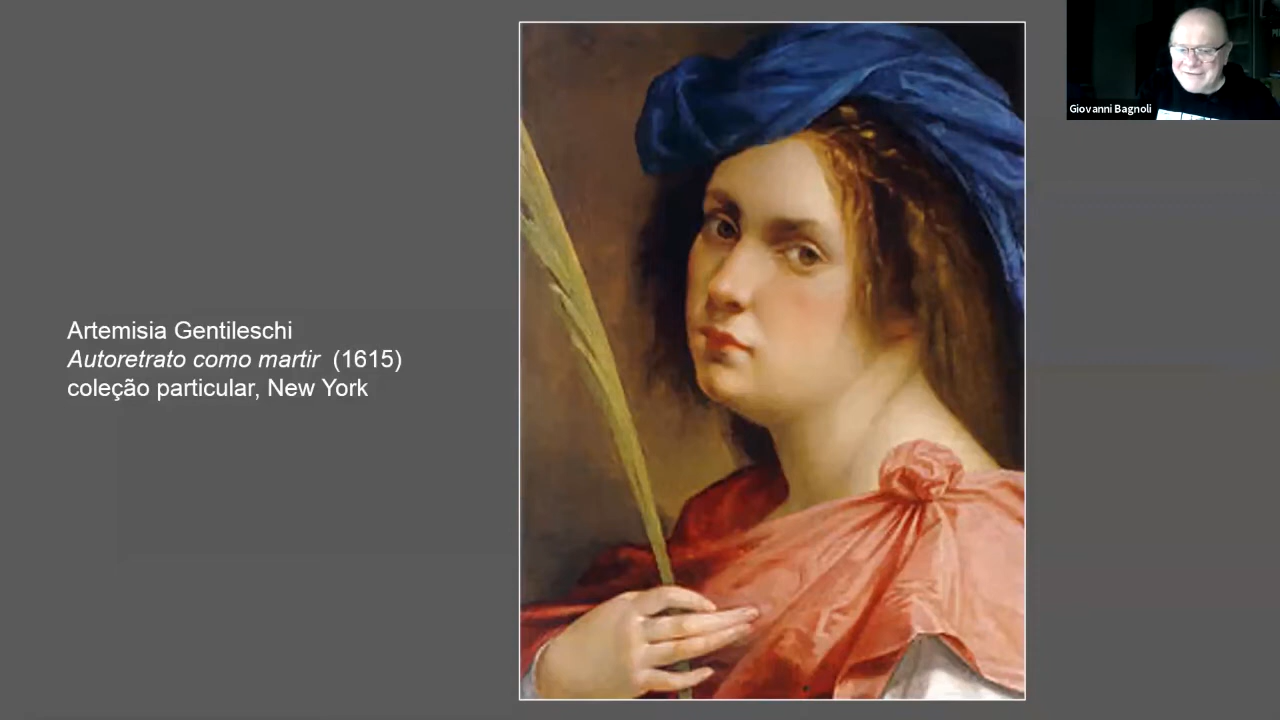 Artemisia Gentileschi
Autoretrato como martir (1615)
coleção particular, New York
Giovanni Bagnoli